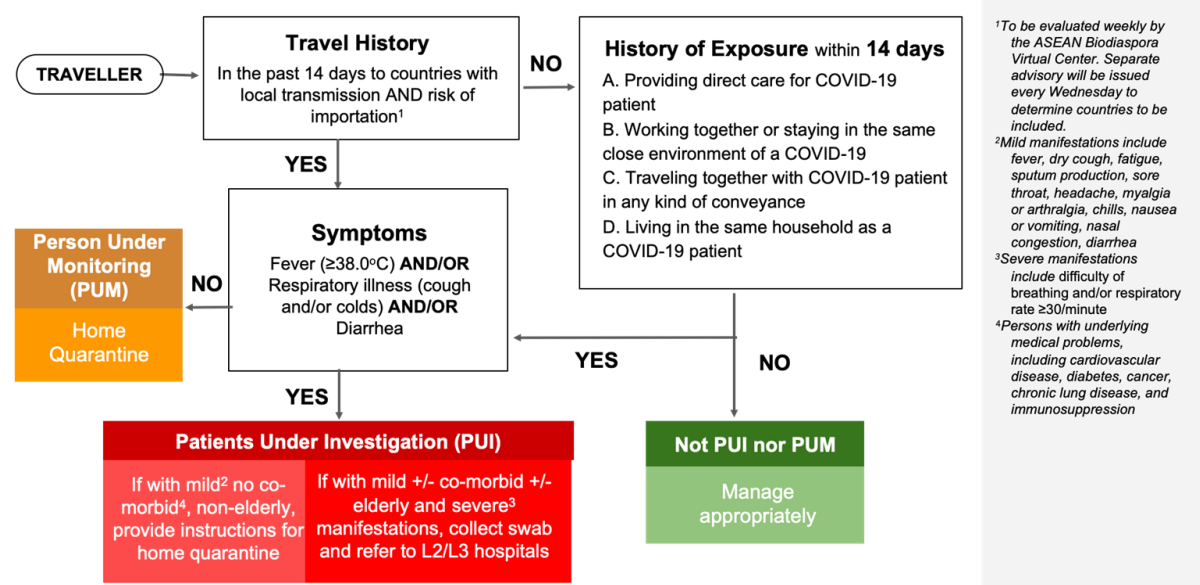 TRAVELLER
Travel History
In the past 14 days to countries with
local transmission AND risk of
importation¹
NO
History of Exposure within 14 days
A. Providing direct care for COVID-19
patient
B. Working together or staying in the same
close environment of a COVID-19
C. Traveling together with COVID-19 patient
in any kind of conveyance
D. Living in the same household as a
COVID-19 patient
YES
Symptoms
Fever (≥38.0ºC) AND/OR
Respiratory illness (cough
and/or colds) AND/OR
Diarrhea
NO
Person Under
Monitoring
(PUM)
Home
Quarantine
YES
NO
YES
Patients Under Investigation (PUI)
If with mild² no co-
morbid⁴, non-elderly,
provide instructions for
home quarantine
If with mild +/- co-morbid +/-
elderly and severe³
manifestations, collect swab
and refer to L2/L3 hospitals
Not PUI nor PUM
Manage
appropriately
¹To be evaluated weekly by
the ASEAN Biodiaspora
Virtual Center. Separate
advisory will be issued
every Wednesday to
determine countries to be
included.
²Mild manifestations include
fever, dry cough, fatigue,
sputum production, sore
throat, headache, myalgia
or arthralgia, chills, nausea
or vomiting, nasal
congestion, diarrhea
³Severe manifestations
include difficulty of
breathing and/or respiratory
rate ≥30/minute
⁴Persons with underlying
medical problems,
including cardiovascular
disease, diabetes, cancer,
chronic lung disease, and
immunosuppression